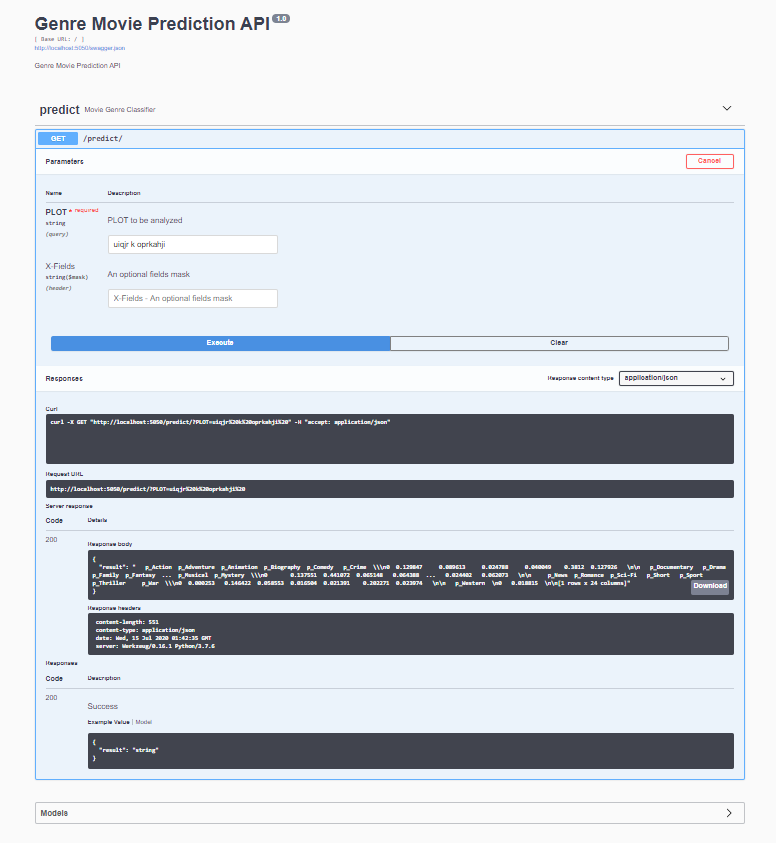 Genre Movie Prediction API 1.0
[ Base URL: / ]
http://localhost:5050/swagger.json
Genre Movie Prediction API
predict Movie Genre Classifier
GET /predict/
Parameters Cancel
Name Description
PLOT * required
string
(query)
PLOT to be analyzed
uiqjr k oprkahji
X-Fields
string($mask)
(header)
An optional fields mask
X-Fields - An optional fields mask
Execute Clear
Responses Response content type application/json
Curl
curl -X GET "http://localhost:5050/predict/?PLOT=uiqjr%20k%20oprkahji%20" -H "accept: application/json"
Request URL
http://localhost:5050/predict/?PLOT=uiqjr%20k%20oprkahji%20
Server response
Code Details
200
Response body
{
"result": " p_Action p_Adventure p_Animation p_Biography p_Comedy p_Crime \\\n0 0.129847 0.089613 0.024788 0.040049 0.3812 0.127926 \n\n p_Documentary p_Drama
p_Family p_Fantasy ... p_Musical p_Mystery \\\n0 0.137551 0.441072 0.065148 0.064388 ... 0.024402 0.062073 \n\n p_News p_Romance p_Sci-Fi p_Short p_Sport
p_Thriller p_War \\\n0 0.000253 0.146422 0.058553 0.016504 0.021391 0.202271 0.023974 \n\n p_Western \n0 0.018815 \n\n[1 rows x 24 columns]"
}
Download
Response headers
content-length: 551
content-type: application/json
date: Wed, 15 Jul 2020 01:42:35 GMT
server: Werkzeug/0.16.1 Python/3.7.6
Responses
Code Description
200
Success
Example Value | Model
{
"result": "string"
}
Models